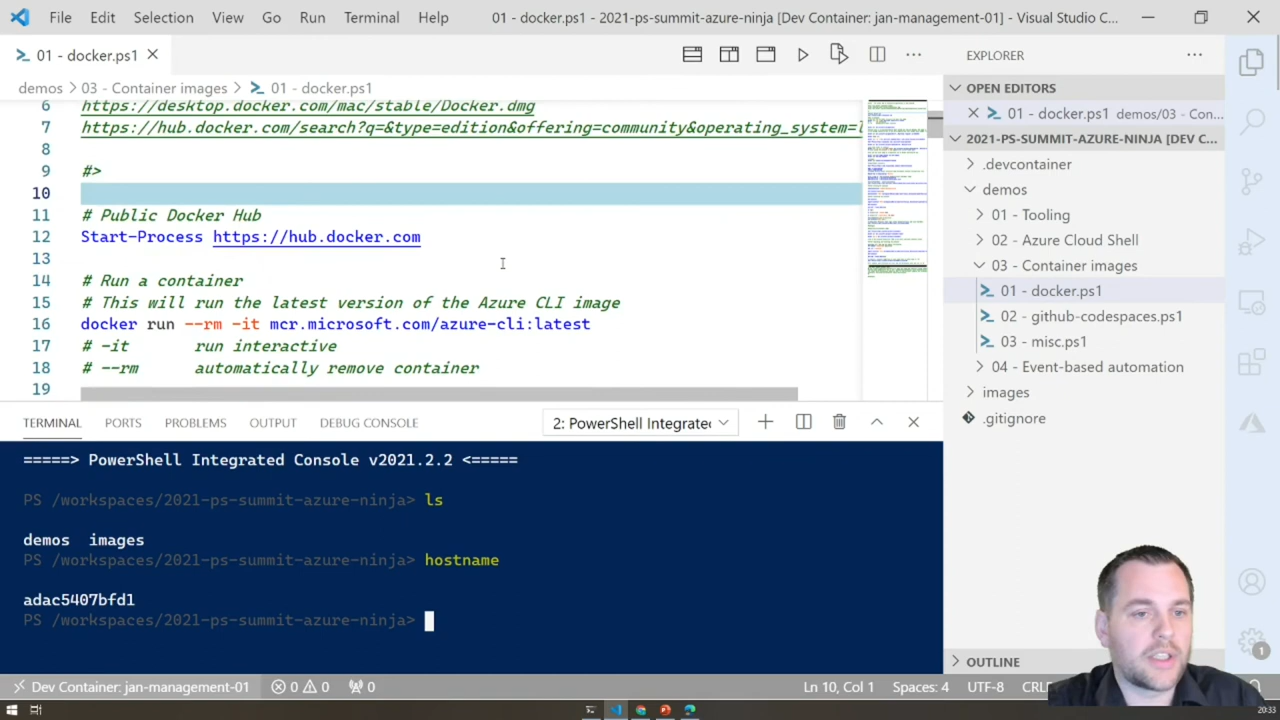 File Edit Selection View Go Run Terminal Help 01 - docker.ps1 - 2021-ps-summit-azure-ninja [Dev Container: jan-management-01] - Visual Studio C...
01 - docker.ps1
demos > 03 - Container images > 01 - docker.ps1
6 https://desktop.docker.com/mac/stable/Docker.dmg
7 https://hub.docker.com/search?q=&type=edition&offering=community&operating_system=
8
9
10
11 # Public Docker Hub
12 Start-Process https://hub.docker.com
13
14 #Run a container
15 # This will run the latest version of the Azure CLI image
16 docker run --rm -it mcr.microsoft.com/azure-cli:latest
17 # -it run interactive
18 # --rm automatically remove container
19
EXPLORER
OPEN EDITORS
01 - docker.ps1 demos/03 - Con...
demos
02 - Azure Cloud Shell
03 - Container images
01 - docker.ps1
02 - github-codespaces.ps1
03 - misc.ps1
04 - Event-based automation
images
.gitignore
OUTLINE
TERMINAL PORTS PROBLEMS OUTPUT DEBUG CONSOLE 2: PowerShell Integrated
=====> PowerShell Integrated Console v2021.2.2 <=====
PS /workspaces/2021-ps-summit-azure-ninja> ls
demos images
PS /workspaces/2021-ps-summit-azure-ninja> hostname
adac5407bfd1
PS /workspaces/2021-ps-summit-azure-ninja>
Dev Container: jan-management-01 0 0 0 Ln 10, Col 1 Spaces: 4 UTF-8 CRLF
1
20:33